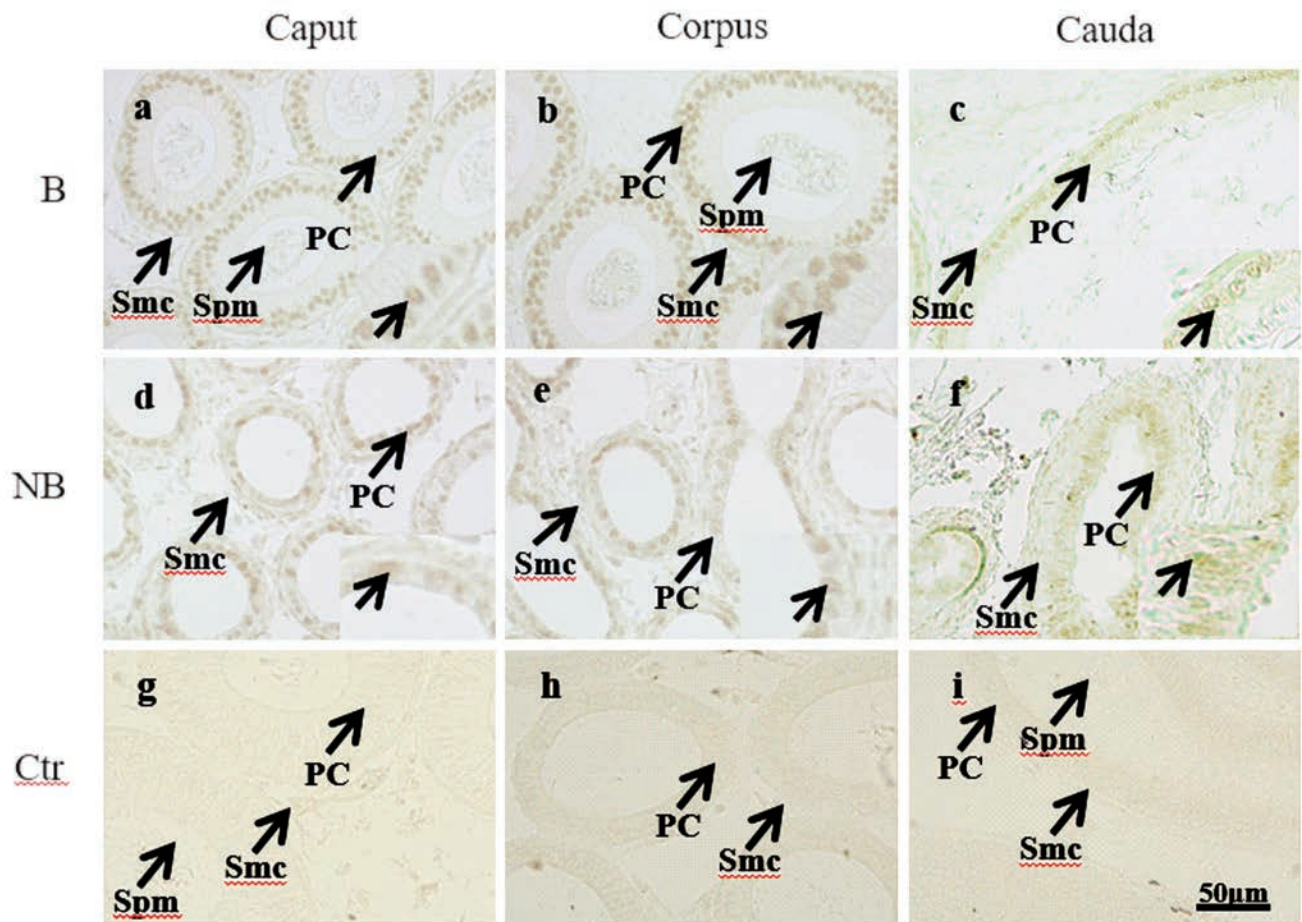 Caput Corpus Cauda
B
a
PC
Smc Spm
b
PC
Spm
Smc
c
PC
Smc
NB
d
PC
Smc
e
Smc
PC
f
PC
Smc
Ctr
g
PC
Smc
Spm
h
PC
Smc
i
PC
Spm
Smc
50μm